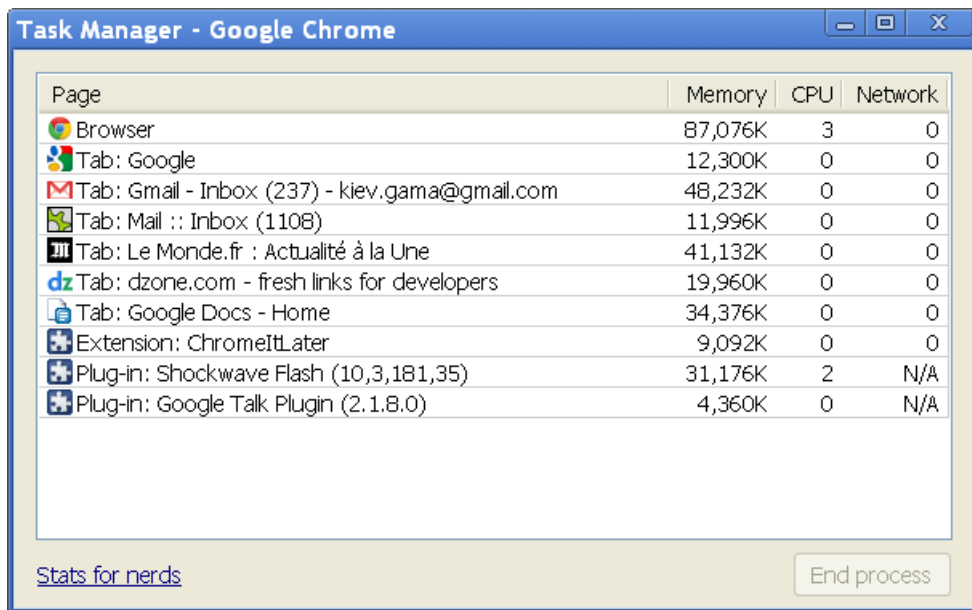 Task Manager - Google Chrome
Page Memory CPU Network
Browser 87,076K 3 0
Tab: Google 12,300K 0 0
Tab: Gmail - Inbox (237) - kiev.gama@gmail.com 48,232K 0 0
Tab: Mail :: Inbox (1108) 11,996K 0 0
Tab: Le Monde.fr : Actualité à la Une 41,132K 0 0
dz Tab: dzone.com - fresh links for developers 19,960K 0 0
Tab: Google Docs - Home 34,376K 0 0
Extension: ChromeItLater 9,092K 0 0
Plug-in: Shockwave Flash (10,3,181,35) 31,176K 2 N/A
Plug-in: Google Talk Plugin (2.1.8.0) 4,360K 0 N/A
Stats for nerds End process